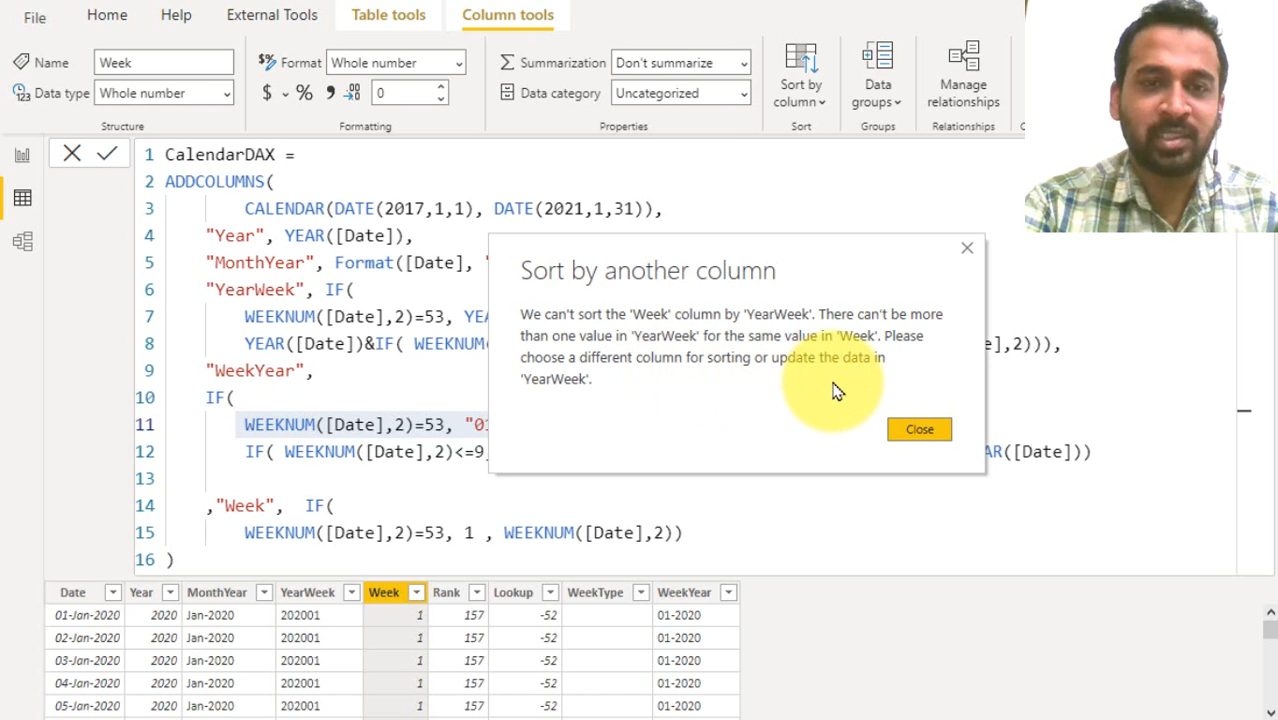 File Home Help External Tools Table tools Column tools
Name Week Format Whole number Summarization Don't summarize Sort by column Data groups Manage relationships
Data type Whole number $ % , .00 0 Data category Uncategorized
Structure Formatting Properties Sort Groups Relationships
1 CalendarDAX =
2 ADDCOLUMNS(
3 CALENDAR(DATE(2017,1,1), DATE(2021,1,31)),
4 "Year", YEAR([Date]),
5 "MonthYear", Format([Date], "
6 "YearWeek", IF(
7 WEEKNUM([Date],2)=53, YE
8 YEAR([Date])&IF( WEEKNUM( e],2))),
9 "WeekYear",
10 IF(
11 WEEKNUM([Date],2)=53, "01
12 IF( WEEKNUM([Date],2)<=9 AR([Date]))
13
14 ,"Week", IF(
15 WEEKNUM([Date],2)=53, 1 , WEEKNUM([Date],2))
16 )
Sort by another column
We can't sort the 'Week' column by 'YearWeek'. There can't be more
than one value in 'YearWeek' for the same value in 'Week'. Please
choose a different column for sorting or update the data in
'YearWeek'.
Close
Date Year MonthYear YearWeek Week Rank Lookup WeekType WeekYear
01-Jan-2020 2020 Jan-2020 202001 1 157 -52 01-2020
02-Jan-2020 2020 Jan-2020 202001 1 157 -52 01-2020
03-Jan-2020 2020 Jan-2020 202001 1 157 -52 01-2020
04-Jan-2020 2020 Jan-2020 202001 1 157 -52 01-2020
05-Jan-2020 2020 Jan-2020 202001 1 157 -52 01-2020